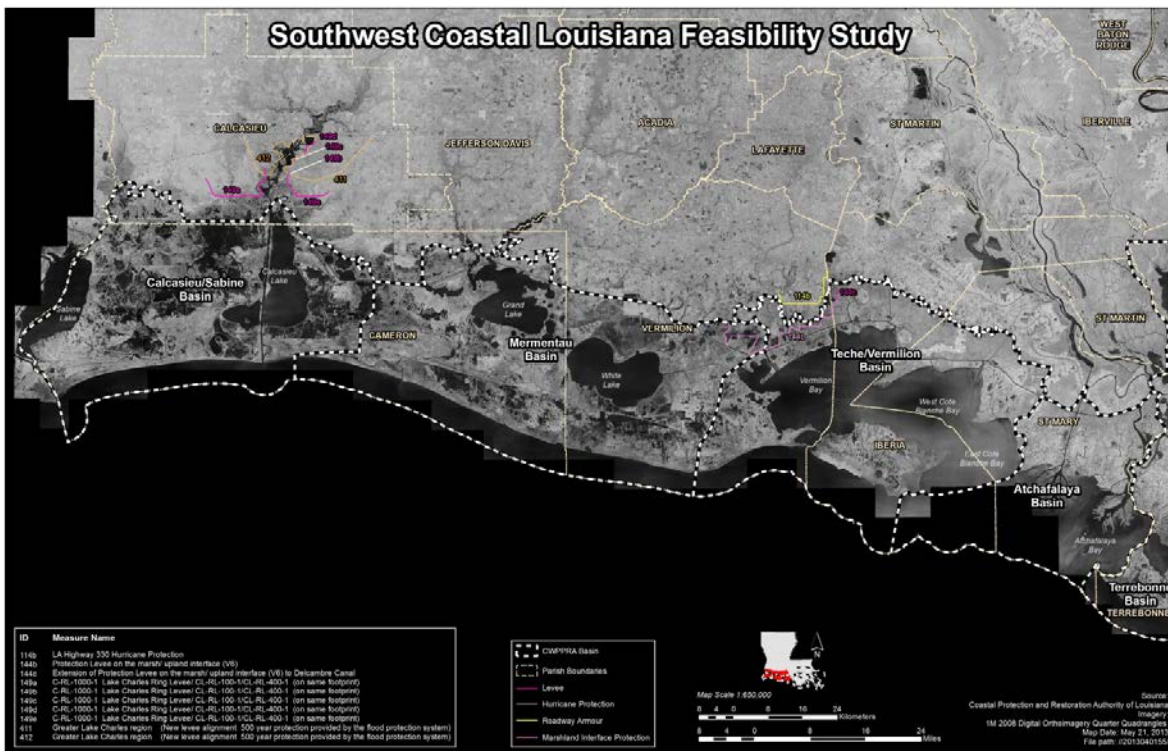 Southwest Coastal Louisiana Feasibility Study
WEST
BATON
ROUGE
CALCASIEU
JEFFERSON DAVIS
ACADIA
LAFAYETTE
ST MARTIN
IBERVILLE
149d
149b
412
411
149a
Calcasieu/Sabine
Basin
Calcasieu
Lake
Sabine
Lake
CAMERON
Grand
Lake
Mermentau
Basin
White
Lake
VERMILION
114b
144b
Teche/Vermilion
Basin
Vermilion
Bay
West Cote
Blanche Bay
IBERIA
East Cote
Blanche Bay
ST MARTIN
ST MARY
Atchafalaya
Basin
Atchafalaya
Bay
Terrebonne
Basin
TERREBONNE
ID Measure Name
114b LA Highway 330 Hurricane Protection
144b Protection Levee on the marsh/ upland interface (V6)
Extension of Protection Levee on the marsh/ upland interface (V6) to Delcambre Canal
149a C-RL-1000-1 Lake Charles Ring Levee/ CL-RL-100-1/CL-RL-400-1 (on same footprint)
149b C-RL-1000-1 Lake Charles Ring Levee/ CL-RL-100-1/CL-RL-400-1 (on same footprint)
149c C-RL-1000-1 Lake Charles Ring Levee/ CL-RL-100-1/CL-RL-400-1 (on same footprint)
149d C-RL-1000-1 Lake Charles Ring Levee/ CL-RL-100-1/CL-RL-400-1 (on same footprint)
149e C-RL-1000-1 Lake Charles Ring Levee/ CL-RL-100-1/CL-RL-400-1 (on same footprint)
411 Greater Lake Charles region (New levee alignment 500 year protection provided by the flood protection system)
412 Greater Lake Charles region (New levee alignment 500 year protection provided by the flood protection system)
CWPPRA Basin
Parish Boundaries
Levee
Hurricane Protection
Roadway Armour
Marshland Interface Protection
N
Map Scale 1:630,000
24
Kilometers
24
Miles
Source:
Coastal Protection and Restoration Authority of Louisiana
Imagery:
1M 2008 Digital Orthoimagery Quarter Quadrangles
Map Date: May 21, 2013